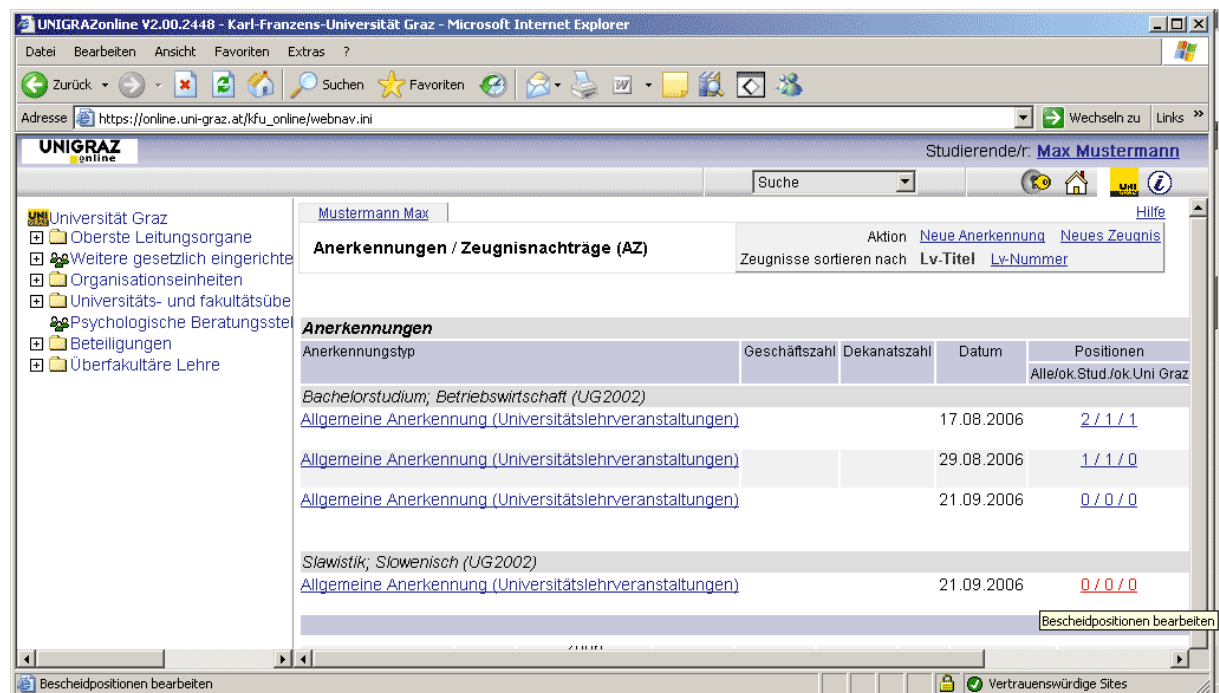 UNIGRAZonline V2.00.2448 - Karl-Franzens-Universität Graz - Microsoft Internet Explorer
Datei Bearbeiten Ansicht Favoriten Extras ?
Zurück Suchen Favoriten
Adresse https://online.uni-graz.at/kfu_online/webnav.ini Wechseln zu Links »
UNIGRAZ online Studierende/r: Max Mustermann
Suche UNI
UNI Universität Graz
Oberste Leitungsorgane
Weitere gesetzlich eingerichte
Organisationseinheiten
Universitäts- und fakultätsübe
Psychologische Beratungsstel
Beteiligungen
Überfakultäre Lehre
Mustermann Max Hilfe
Anerkennungen / Zeugnisnachträge (AZ)
Aktion Neue Anerkennung Neues Zeugnis
Zeugnisse sortieren nach Lv-Titel Lv-Nummer
Anerkennungen
Anerkennungstyp Geschäftszahl Dekanatszahl Datum Positionen
Alle/ok.Stud./ok.Uni Graz
Bachelorstudium; Betriebswirtschaft (UG2002)
Allgemeine Anerkennung (Universitätslehrveranstaltungen) 17.08.2006 2 / 1 / 1
Allgemeine Anerkennung (Universitätslehrveranstaltungen) 29.08.2006 1 / 1 / 0
Allgemeine Anerkennung (Universitätslehrveranstaltungen) 21.09.2006 0 / 0 / 0
Slawistik; Slowenisch (UG2002)
Allgemeine Anerkennung (Universitätslehrveranstaltungen) 21.09.2006 0 / 0 / 0
Bescheidpositionen bearbeiten
Bescheidpositionen bearbeiten Vertrauenswürdige Sites